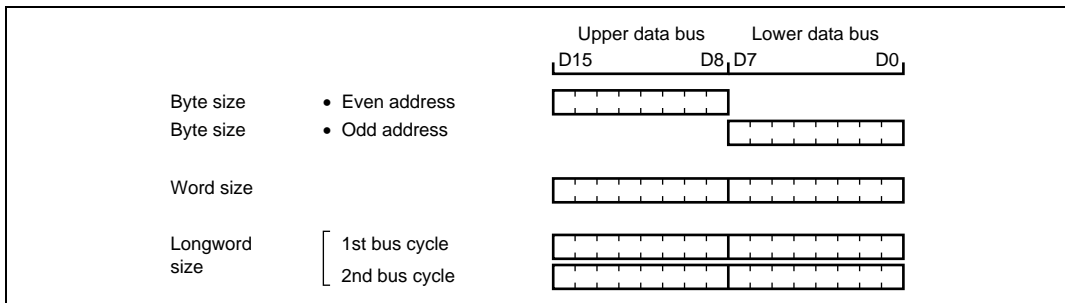 Upper data bus Lower data bus
D15 D8 D7 D0
Byte size • Even address
Byte size • Odd address
Word size
Longword size 1st bus cycle
2nd bus cycle